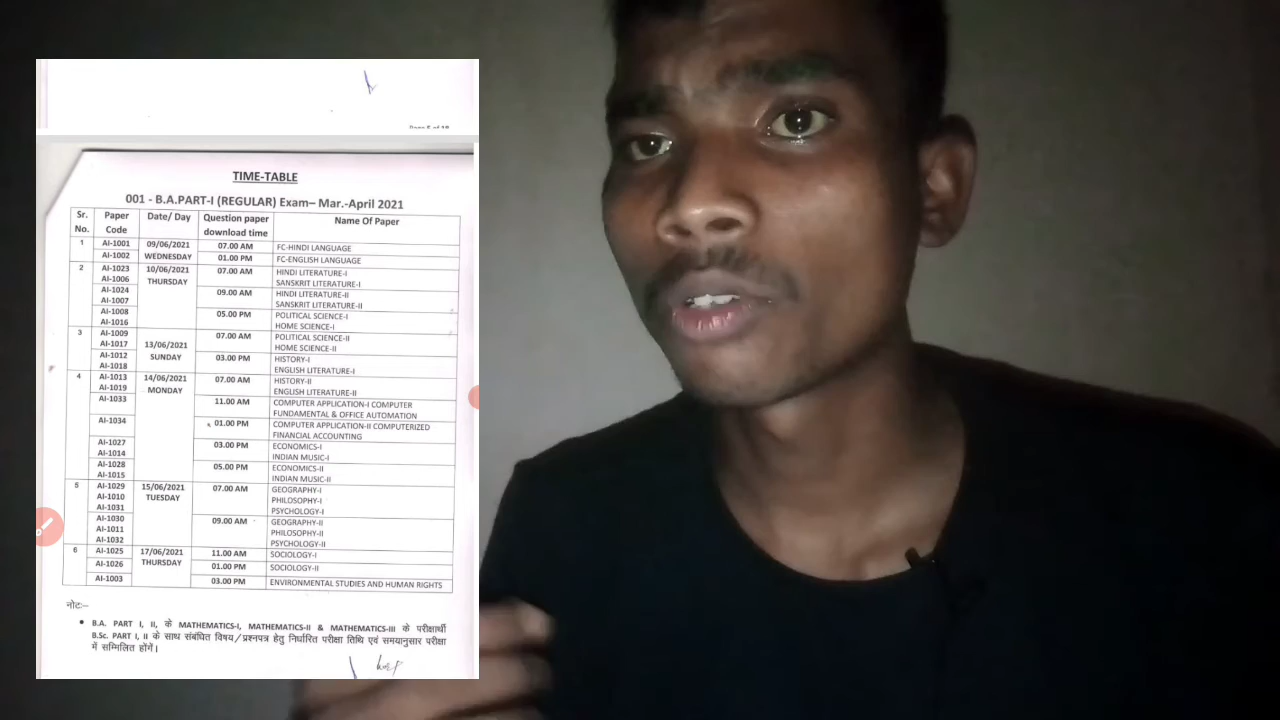 Page 5 of 18
TIME-TABLE
001 - B.A.PART-I (REGULAR) Exam– Mar.-April 2021
Sr. No. Paper Code Date/ Day Question paper download time Name Of Paper
1 AI-1001 09/06/2021 07.00 AM FC-HINDI LANGUAGE
AI-1002 WEDNESDAY 01.00 PM FC-ENGLISH LANGUAGE
2 AI-1023 10/06/2021 07.00 AM HINDI LITERATURE-I
AI-1006 THURSDAY SANSKRIT LITERATURE-I
AI-1024 09.00 AM HINDI LITERATURE-II
AI-1007 SANSKRIT LITERATURE-II
AI-1008 05.00 PM POLITICAL SCIENCE-I
AI-1016 HOME SCIENCE-I
3 AI-1009 07.00 AM POLITICAL SCIENCE-II
AI-1017 13/06/2021 HOME SCIENCE-II
AI-1012 SUNDAY 03.00 PM HISTORY-I
AI-1018 ENGLISH LITERATURE-I
4 AI-1013 14/06/2021 07.00 AM HISTORY-II
AI-1019 MONDAY ENGLISH LITERATURE-II
AI-1033 11.00 AM COMPUTER APPLICATION-I COMPUTER
FUNDAMENTAL & OFFICE AUTOMATION
AI-1034 01.00 PM COMPUTER APPLICATION-II COMPUTERIZED
FINANCIAL ACCOUNTING
AI-1027 03.00 PM ECONOMICS-I
AI-1014 INDIAN MUSIC-I
AI-1028 05.00 PM ECONOMICS-II
AI-1015 INDIAN MUSIC-II
5 AI-1029 15/06/2021 07.00 AM GEOGRAPHY-I
AI-1010 TUESDAY PHILOSOPHY-I
AI-1031 PSYCHOLOGY-I
AI-1030 09.00 AM GEOGRAPHY-II
AI-1011 PHILOSOPHY-II
AI-1032 PSYCHOLOGY-II
6 AI-1025 17/06/2021 11.00 AM SOCIOLOGY-I
AI-1026 THURSDAY 01.00 PM SOCIOLOGY-II
AI-1003 03.00 PM ENVIRONMENTAL STUDIES AND HUMAN RIGHTS
नोटः–
• B.A. PART I, II, के MATHEMATICS-I, MATHEMATICS-II & MATHEMATICS-III के परीक्षार्थी
B.Sc. PART I, II के साथ संबंधित विषय/प्रश्नपत्र हेतु निर्धारित परीक्षा तिथि एवं समयानुसार परीक्षा
में सम्मिलित होंगें।